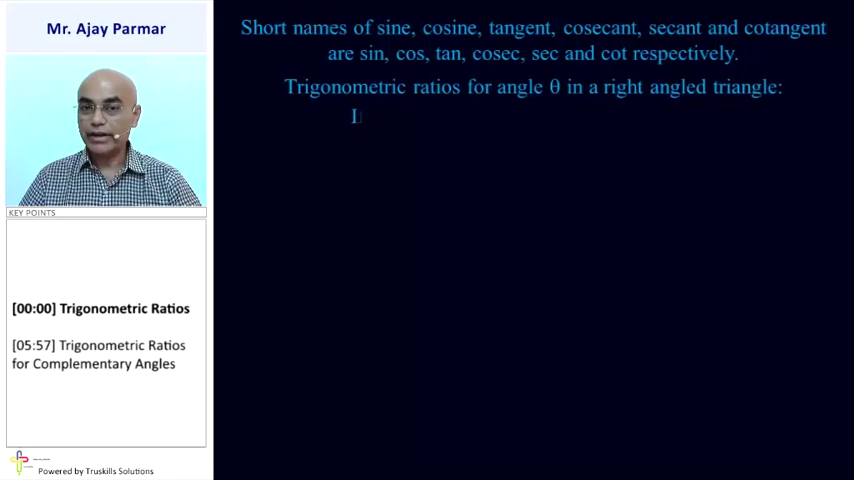 Mr. Ajay Parmar
KEY POINTS
[00:00] Trigonometric Ratios
[05:57] Trigonometric Ratios
for Complementary Angles
Powered by Truskills Solutions
Short names of sine, cosine, tangent, cosecant, secant and cotangent
are sin, cos, tan, cosec, sec and cot respectively.
Trigonometric ratios for angle θ in a right angled triangle: